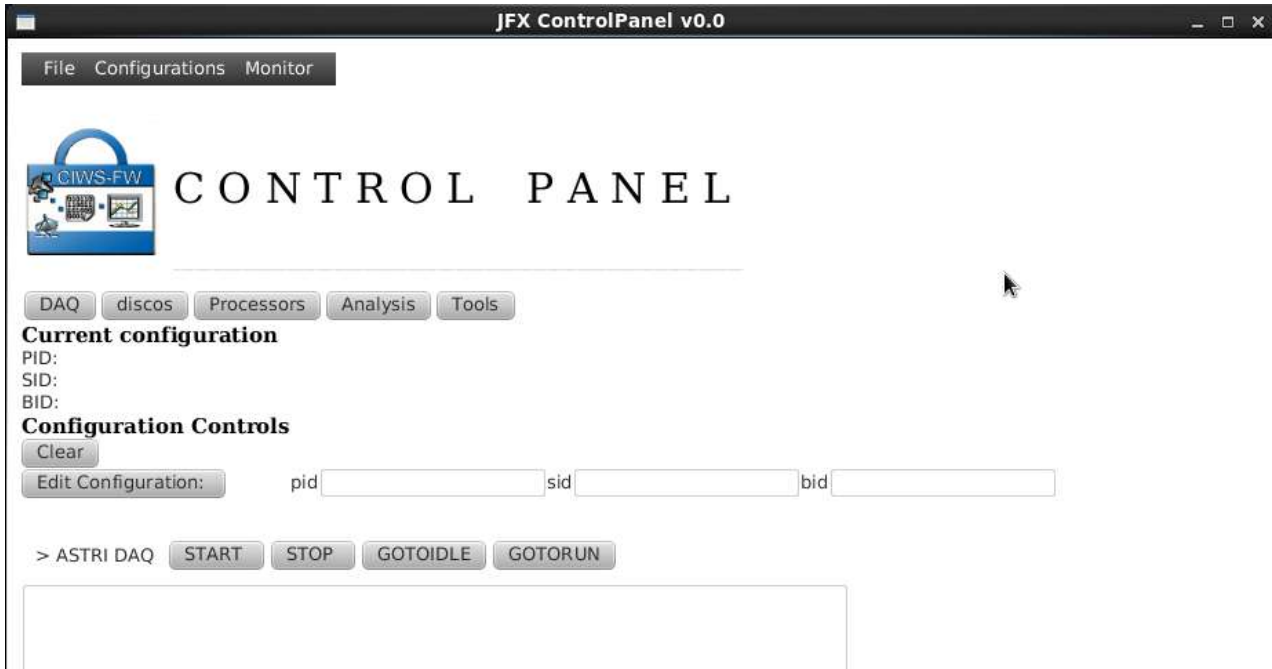 JFX ControlPanel v0.0
File Configurations Monitor
CIWS-FW
CONTROL PANEL
DAQ discos Processors Analysis Tools
Current configuration
PID:
SID:
BID:
Configuration Controls
Clear
Edit Configuration: pid sid bid
> ASTRI DAQ START STOP GOTOIDLE GOTORUN